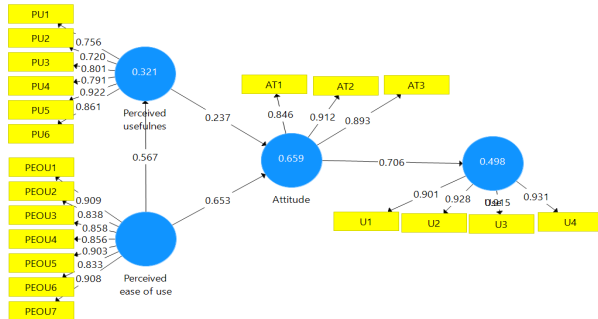 PU1
PU2
PU3
PU4
PU5
PU6
0.756
0.720
0.801
0.791
0.922
0.861
0.321
Perceived
usefulnes
0.567
0.237
PEOU1
PEOU2
PEOU3
PEOU4
PEOU5
PEOU6
PEOU7
0.909
0.838
0.858
0.856
0.903
0.833
0.908
Perceived
ease of use
0.653
AT1
AT2
AT3
0.846
0.912
0.893
0.659
Attitude
0.706
0.498
Use
0.901
0.928
0.931
U1
U2
U3
U4